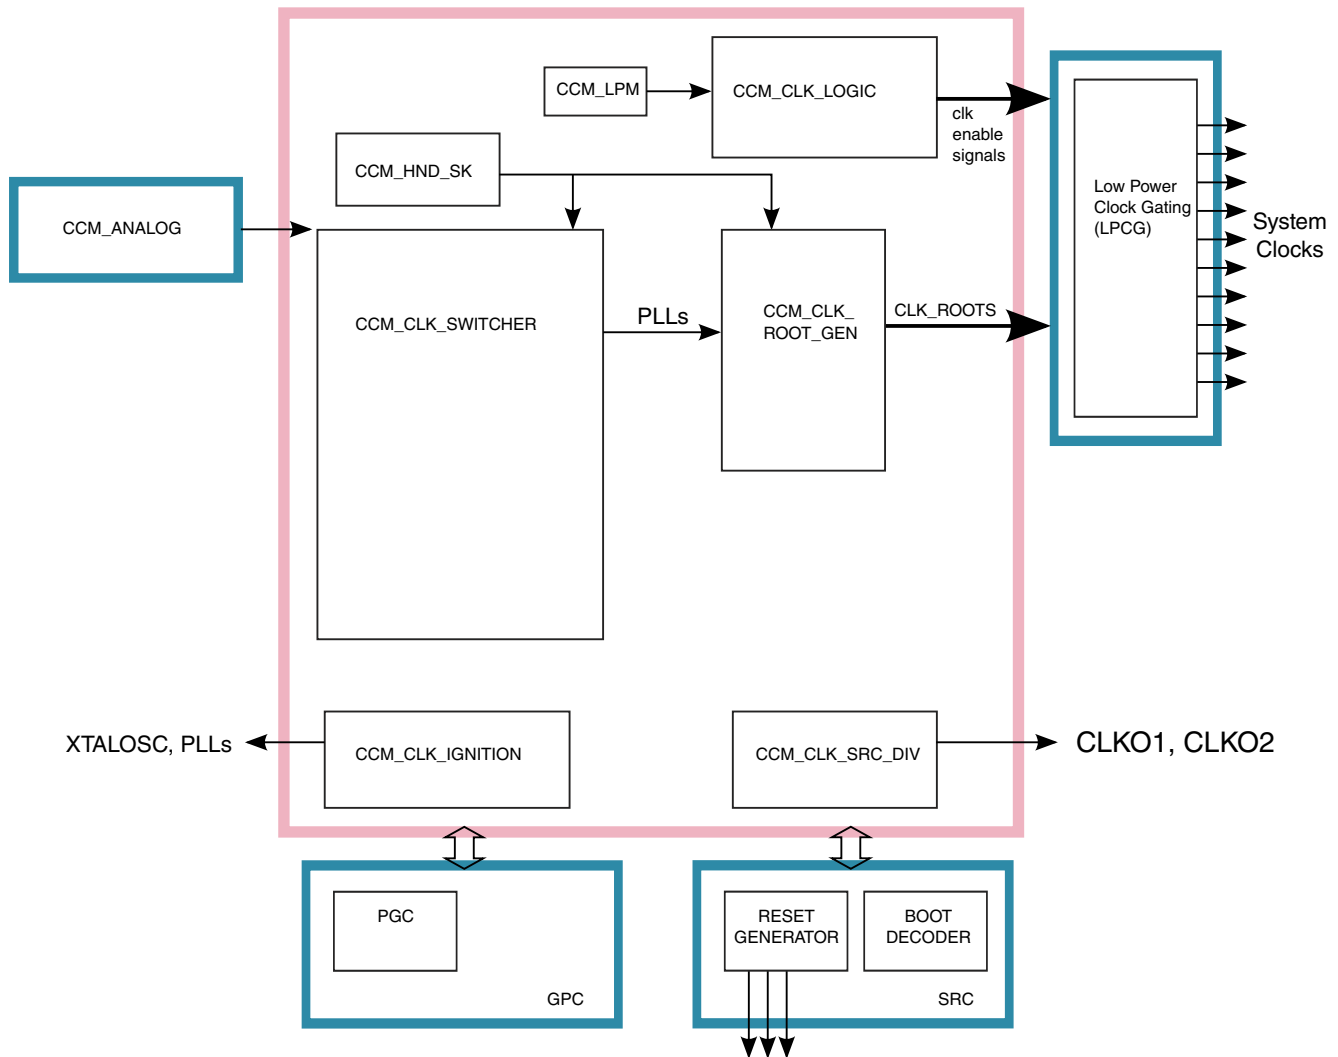 CCM_LPM
CCM_CLK_LOGIC
clk
enable
signals
CCM_HND_SK
CCM_ANALOG
Low Power
Clock Gating
(LPCG)
System
Clocks
CCM_CLK_SWITCHER
PLLs
CCM_CLK_
ROOT_GEN
CLK_ROOTS
XTALOSC, PLLs
CCM_CLK_IGNITION
CCM_CLK_SRC_DIV
CLKO1, CLKO2
PGC
GPC
RESET
GENERATOR
BOOT
DECODER
SRC